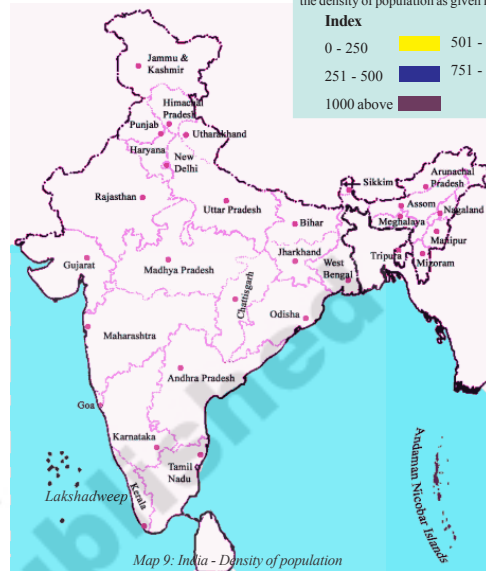 the density of population as given
Index
0 - 250
501 -
251 - 500
751 -
1000 above
Jammu &
Kashmir
Himachal
Pradesh
Punjab
Utharakhand
Haryana
New
Delhi
Rajasthan
Uttar Pradesh
Sikkim
Arunachal
Pradesh
Assom
Nagaland
Meghalaya
Bihar
Manipur
Gujarat
Madhya Pradesh
Jharkhand
West
Bengal
Tripura
Mizoram
Chattisgarh
Odisha
Maharashtra
Andhra Pradesh
Goa
Karnataka
Tamil
Nadu
Kerala
Lakshadweep
Andaman Nicobar Islands
Map 9: India - Density of population
ublished